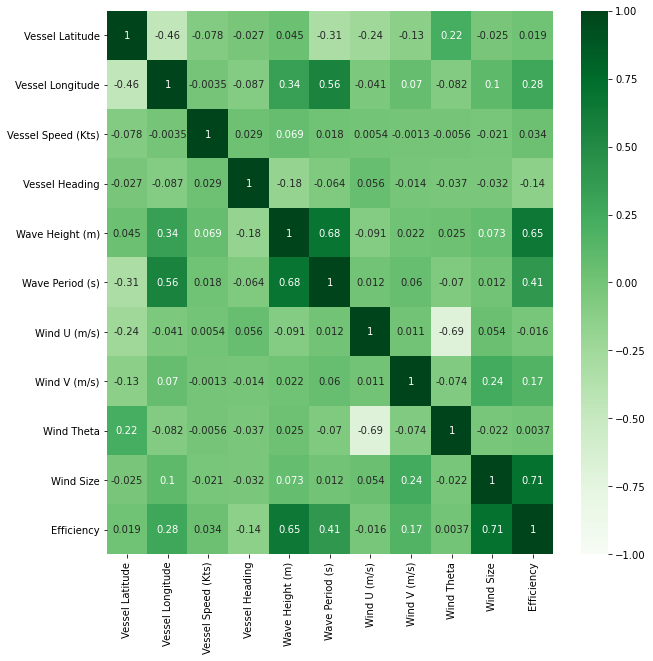 Vessel Latitude 1 -0.46 -0.078 -0.027 0.045 -0.31 -0.24 -0.13 0.22 -0.025 0.019
Vessel Longitude -0.46 1 -0.0035 -0.087 0.34 0.56 -0.041 0.07 -0.082 0.1 0.28
Vessel Speed (Kts) -0.078 -0.0035 1 0.029 0.069 0.018 0.0054 -0.0013 -0.0056 -0.021 0.034
Vessel Heading -0.027 -0.087 0.029 1 -0.18 -0.064 0.056 -0.014 -0.037 -0.032 -0.14
Wave Height (m) 0.045 0.34 0.069 -0.18 1 0.68 -0.091 0.022 0.025 0.073 0.65
Wave Period (s) -0.31 0.56 0.018 -0.064 0.68 1 0.012 0.06 -0.07 0.012 0.41
Wind U (m/s) -0.24 -0.041 0.0054 0.056 -0.091 0.012 1 0.011 -0.69 0.054 -0.016
Wind V (m/s) -0.13 0.07 -0.0013 -0.014 0.022 0.06 0.011 1 -0.074 0.24 0.17
Wind Theta 0.22 -0.082 -0.0056 -0.037 0.025 -0.07 -0.69 -0.074 1 -0.022 0.0037
Wind Size -0.025 0.1 -0.021 -0.032 0.073 0.012 0.054 0.24 -0.022 1 0.71
Efficiency 0.019 0.28 0.034 -0.14 0.65 0.41 -0.016 0.17 0.0037 0.71 1
Vessel Latitude
Vessel Longitude
Vessel Speed (Kts)
Vessel Heading
Wave Height (m)
Wave Period (s)
Wind U (m/s)
Wind V (m/s)
Wind Theta
Wind Size
Efficiency
1.00
0.75
0.50
0.25
0.00
-0.25
-0.50
-0.75
-1.00